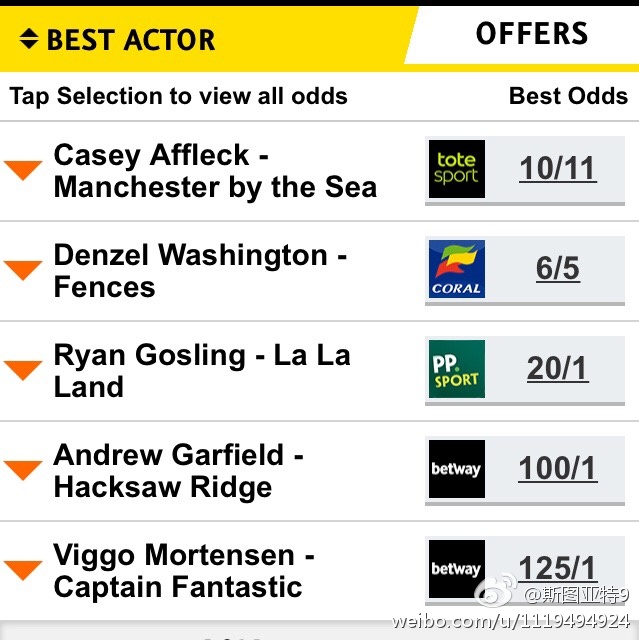 BEST ACTOR
OFFERS
Tap Selection to view all odds
Best Odds
Casey Affleck -
Manchester by the Sea
tote
sport
10/11
Denzel Washington -
Fences
CORAL
6/5
Ryan Gosling - La La
Land
PP.
SPORT
20/1
Andrew Garfield -
Hacksaw Ridge
betway
100/1
Viggo Mortensen -
Captain Fantastic
betway
125/1
@斯图亚特9
weibo.com/u/1119494924